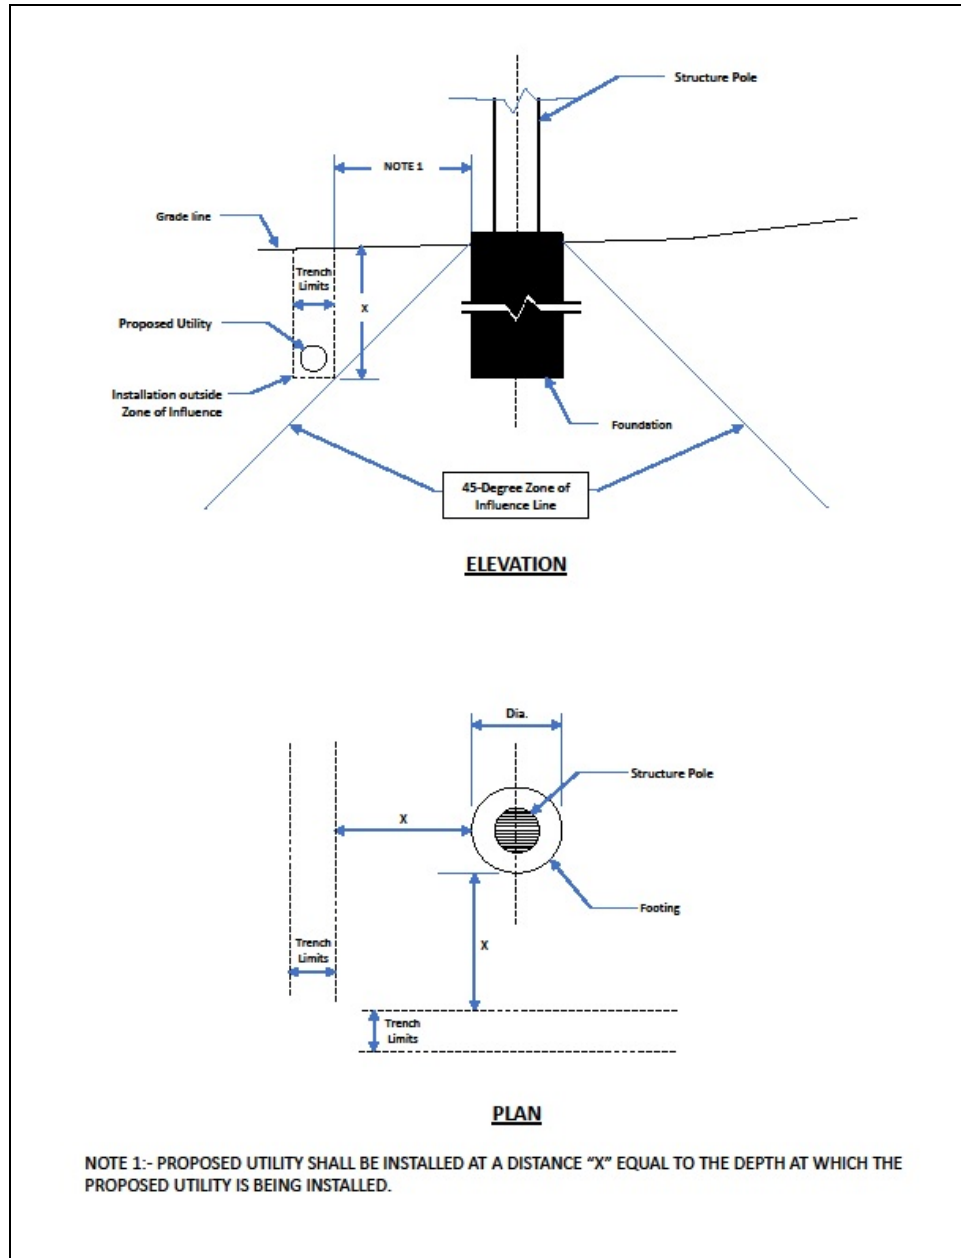 Structure Pole
NOTE 1
Grade line
Trench
Limits
X
Proposed Utility
Installation outside
Zone of Influence
Foundation
45-Degree Zone of
Influence Line
ELEVATION
Dia.
Structure Pole
X
Footing
X
Trench
Limits
Trench
Limits
PLAN
NOTE 1:- PROPOSED UTILITY SHALL BE INSTALLED AT A DISTANCE “X” EQUAL TO THE DEPTH AT WHICH THE
PROPOSED UTILITY IS BEING INSTALLED.